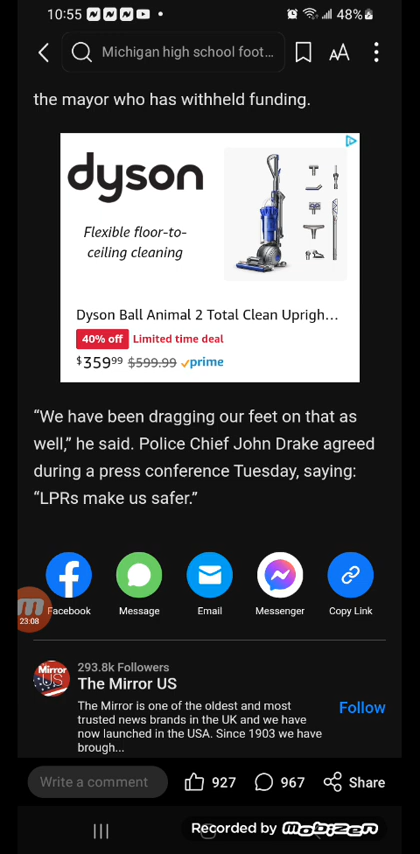 10:55
48%
Michigan high school foot...
AA
the mayor who has withheld funding.
dyson
Flexible floor-to-
ceiling cleaning
Dyson Ball Animal 2 Total Clean Uprigh...
40% off Limited time deal
$359⁹⁹ $599.99 prime
“We have been dragging our feet on that as
well,” he said. Police Chief John Drake agreed
during a press conference Tuesday, saying:
“LPRs make us safer.”
Facebook
Message
Email
Messenger
Copy Link
23:08
Mirror
US
293.8k Followers
The Mirror US
Follow
The Mirror is one of the oldest and most
trusted news brands in the UK and we have
now launched in the USA. Since 1903 we have
brough...
Write a comment
927
967
Share
Recorded by Mobizen